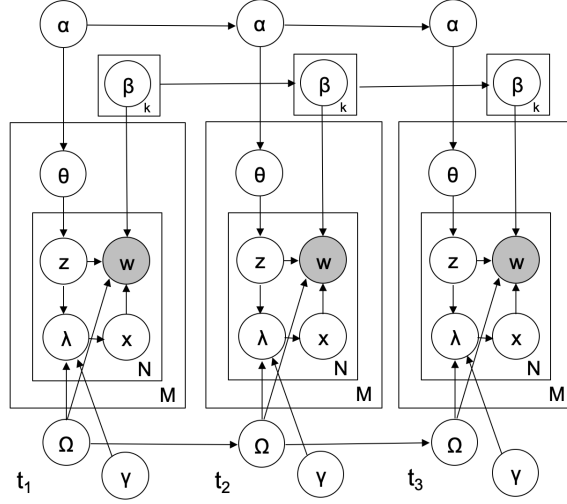 α α α
β k β k β k
θ θ θ
z w z w z w
λ x λ x λ x
N N N
M M M
Ω Ω Ω
t1 γ t2 γ t3 γ